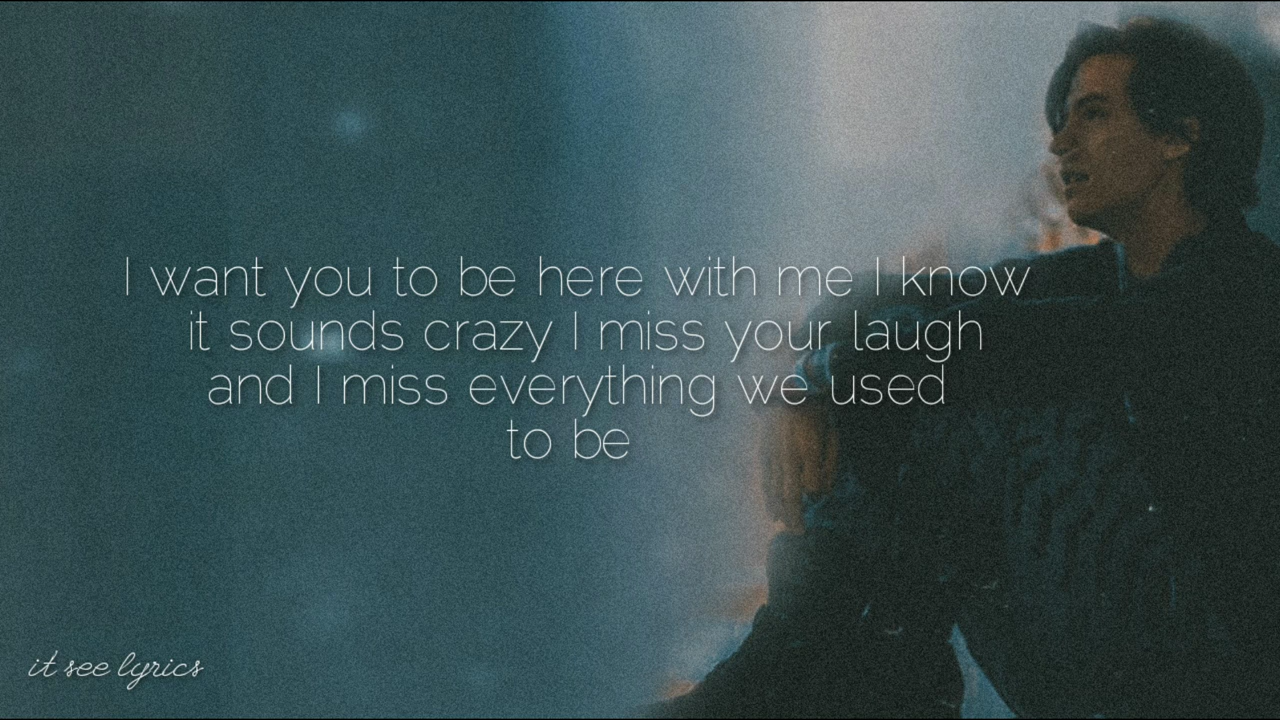 I want you to be here with me I know
it sounds crazy I miss your laugh
and I miss everything we used
to be
it see lyrics